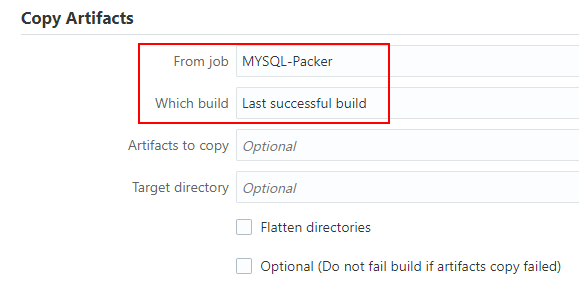 Copy Artifacts
From job MYSQL-Packer
Which build Last successful build
Artifacts to copy Optional
Target directory Optional
Flatten directories
Optional (Do not fail build if artifacts copy failed)